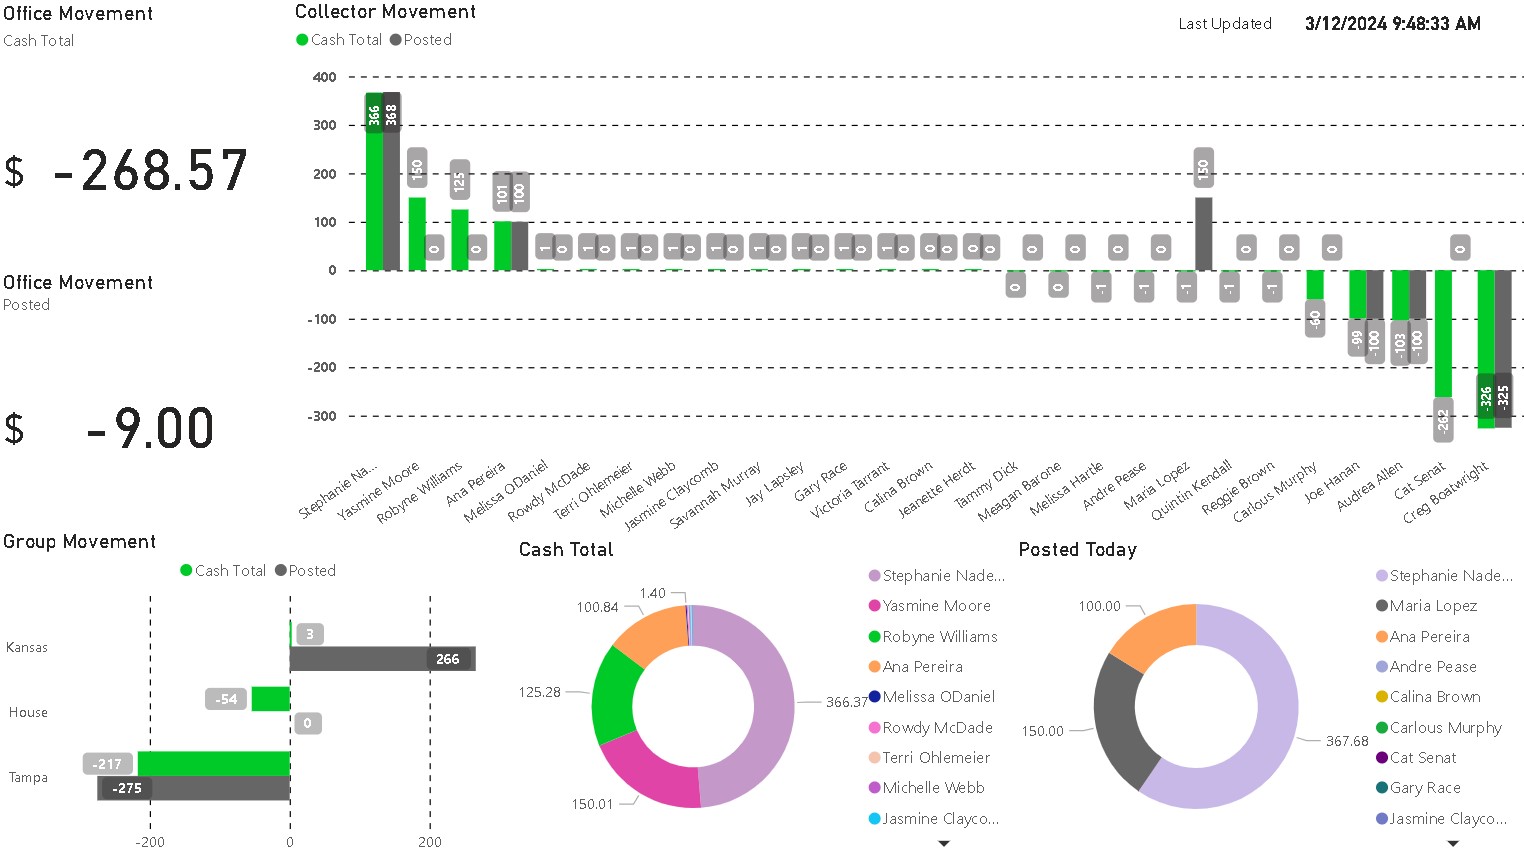 Office Movement
Cash Total
$ -268.57
Office Movement
Posted
$ -9.00
Collector Movement
Cash Total Posted
Last Updated 3/12/2024 9:48:33 AM
400
300
200
100
0
-100
-200
-300
366 368 150 0 125 0 101 100 1 0 1 0 1 0 1 0 1 0 1 0 1 0 1 0 1 0 0 0 0 0 0 0 0 0 -1 0 -1 0 -1 150 -1 0 -1 0 -60 0 -99 -100 -103 -100 -262 0 -326 -325
Stephanie Na...
Yasmine Moore
Robyne Williams
Ana Pereira
Melissa ODaniel
Rowdy McDade
Terri Ohlemeier
Michelle Webb
Jasmine Claycomb
Savannah Murray
Jay Lapsley
Gary Race
Victoria Tarrant
Calina Brown
Jeanette Herdt
Tammy Dick
Meagan Barone
Melissa Hartle
Andre Pease
Maria Lopez
Quintin Kendall
Reggie Brown
Carlous Murphy
Joe Hanan
Audrea Allen
Cat Senat
Creg Boatwright
Group Movement
Cash Total Posted
Kansas 3
266
House -54
0
Tampa -217
-275
-200 0 200
Cash Total
1.40
100.84
125.28
366.37
150.01
Stephanie Nade...
Yasmine Moore
Robyne Williams
Ana Pereira
Melissa ODaniel
Rowdy McDade
Terri Ohlemeier
Michelle Webb
Jasmine Clayco...
Posted Today
100.00
150.00
367.68
Stephanie Nade...
Maria Lopez
Ana Pereira
Andre Pease
Calina Brown
Carlous Murphy
Cat Senat
Gary Race
Jasmine Clayco...